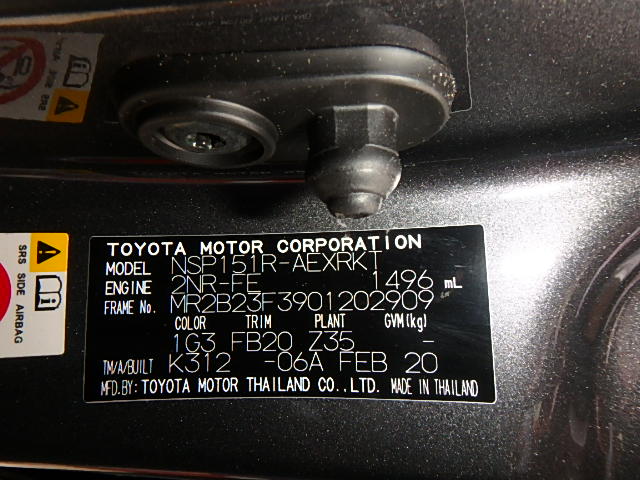 SRS SIDE AIRBAG
TOYOTA MOTOR CORPORATION
MODEL NSP151R-AEXRKT
ENGINE 2NR-FE 1496 mL
FRAME No. MR2B23F3901202909
COLOR TRIM PLANT GVM(kg)
1G3 FB20 Z35 -
TM/A/BUILT K312 -06A FEB 20
MFD.BY: TOYOTA MOTOR THAILAND CO.,LTD. MADE IN THAILAND